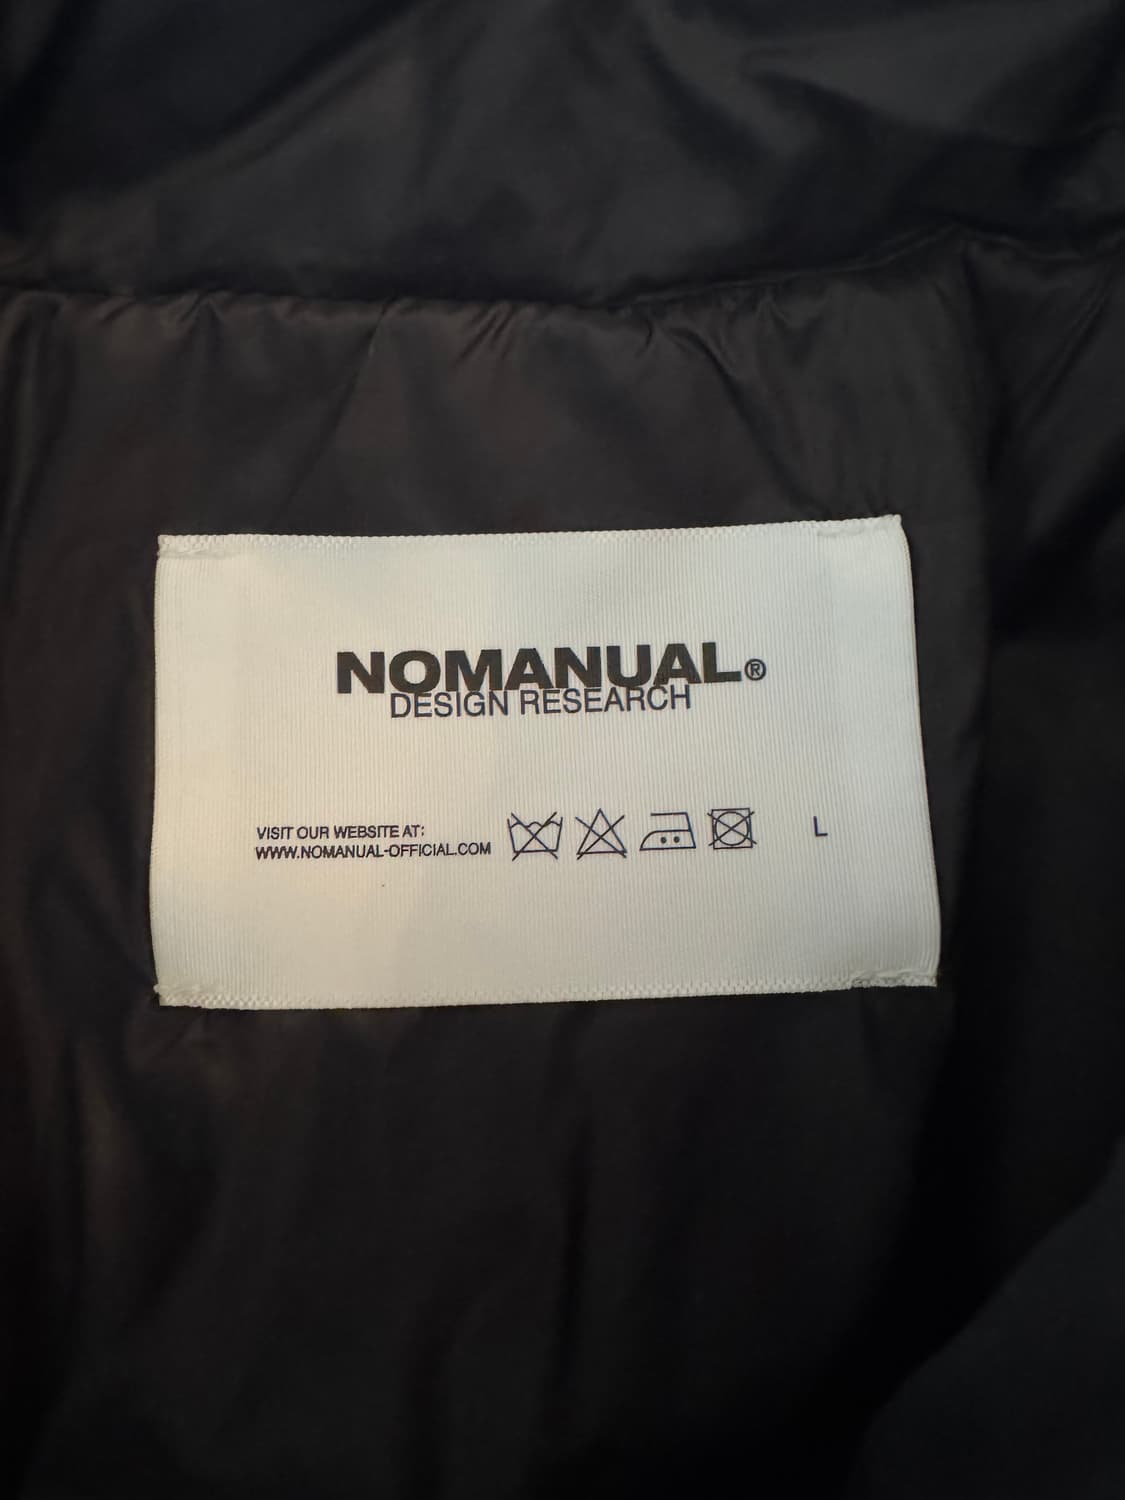 NOMANUAL®
DESIGN RESEARCH
VISIT OUR WEBSITE AT:
WWW.NOMANUAL-OFFICIAL.COM
L